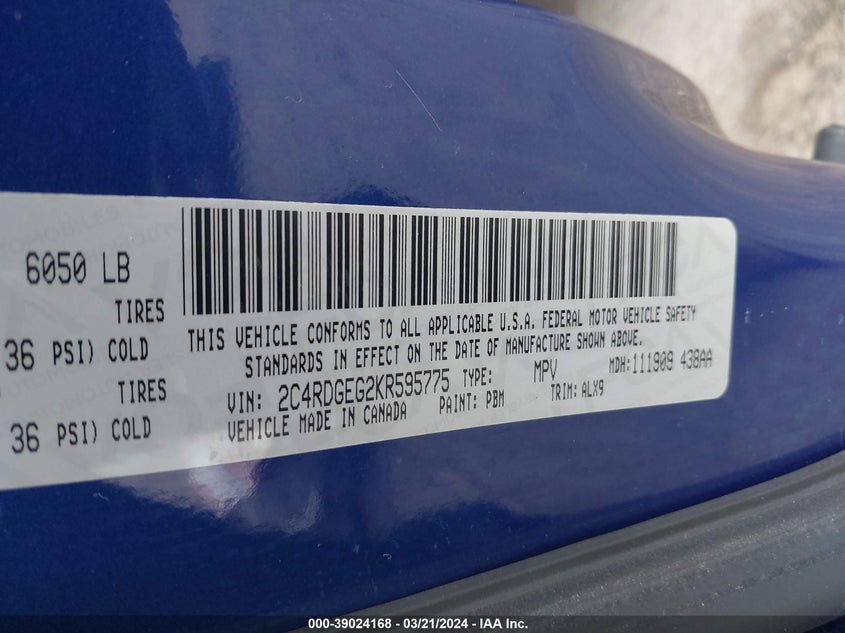 6050 LB
TIRES
36 PSI) COLD
TIRES
36 PSI) COLD
THIS VEHICLE CONFORMS TO ALL APPLICABLE U.S.A. FEDERAL MOTOR VEHICLE SAFETY
STANDARDS IN EFFECT ON THE DATE OF MANUFACTURE SHOWN ABOVE.
VIN: 2C4RDGEG2KR595775 TYPE: MPV MDH: 111909 438AA
VEHICLE MADE IN CANADA PAINT: PBM TRIM: ALX9
000-39024168 - 03/21/2024 - IAA Inc.